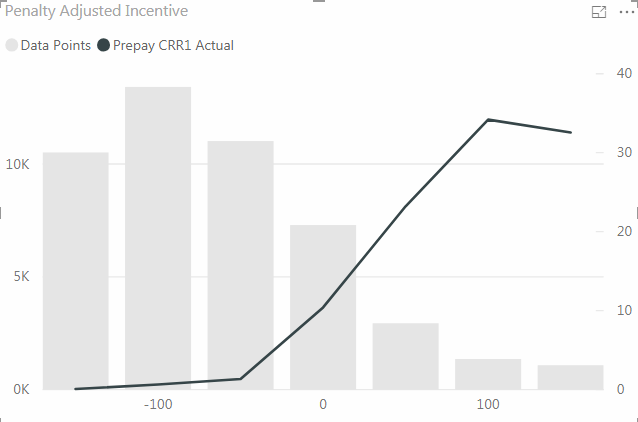 Penalty Adjusted Incentive
Data Points Prepay CRR1 Actual
40
10K 30
20
5K
10
0K 0
-100 0 100